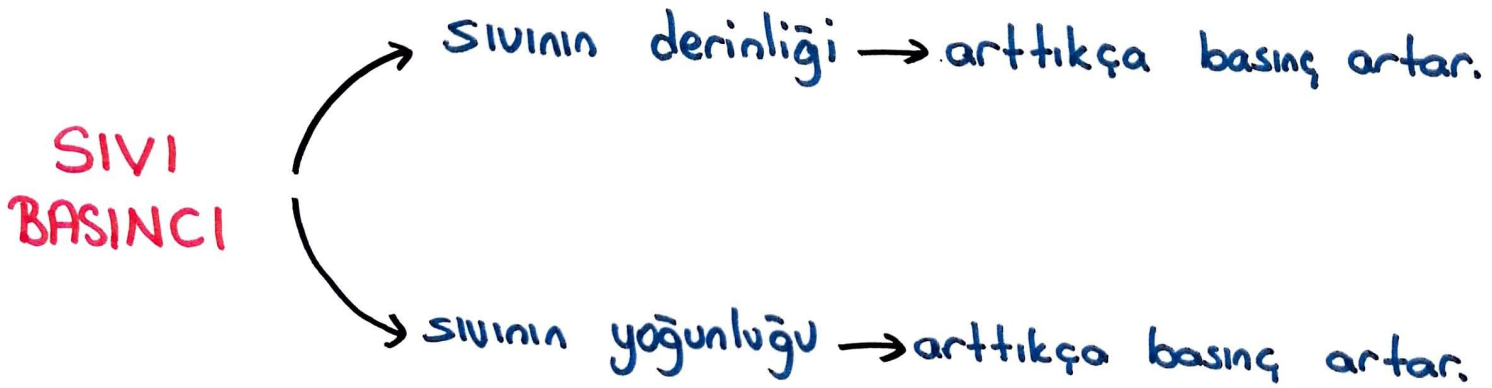 sıvının derinliği → arttıkça basınç artar.
SIVI
BASINCI
sıvının yoğunluğu → arttıkça basınç artar.